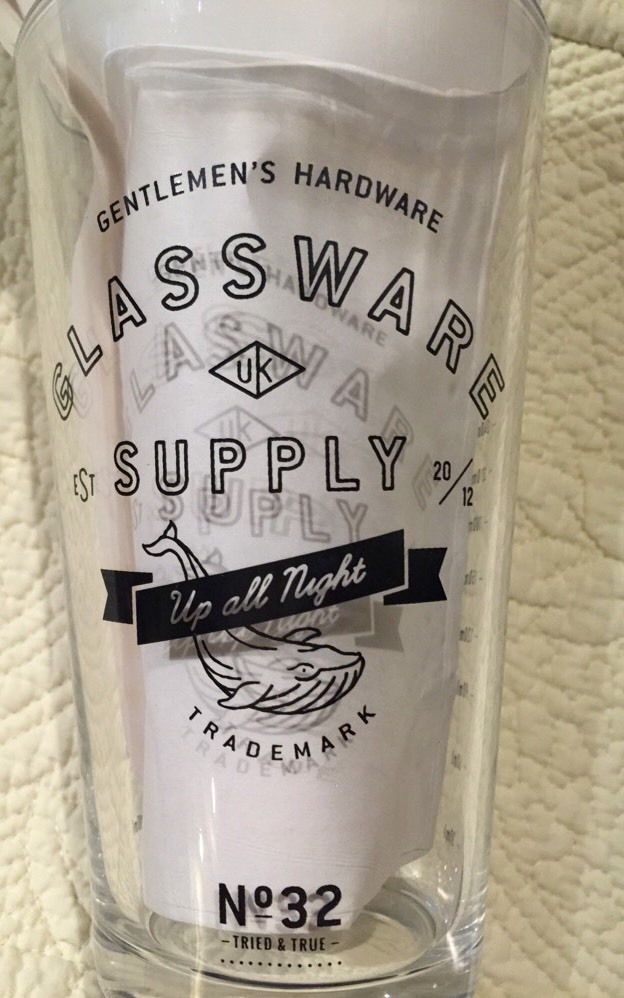 GENTLEMEN'S HARDWARE
GLASSWARE
UK
EST SUPPLY 20/12
Up all Night
TRADEMARK
Nº32
-TRIED & TRUE-